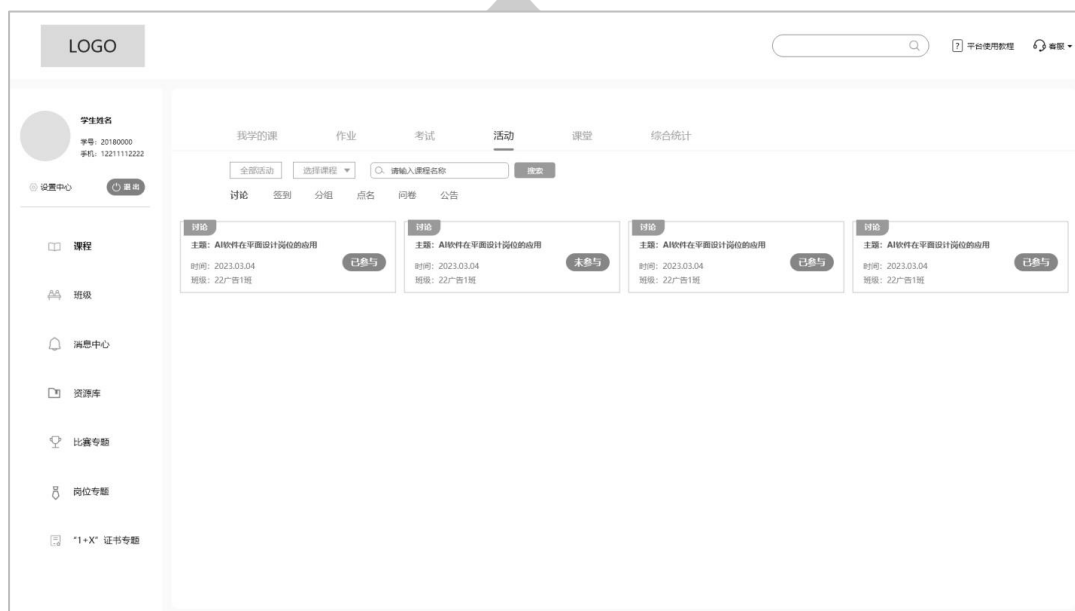 LOGO
? 平台使用教程 客服
学生姓名
学号：20180000
手机：12211112222
设置中心 退出
课程
班级
消息中心
资源库
比赛专题
岗位专题
“1+X”证书专题
我学的课 作业 考试 活动 课堂 综合统计
全部活动 选择课程 请输入课程名称 搜索
讨论 签到 分组 点名 问卷 公告
讨论
主题：AI软件在平面设计岗位的应用
时间：2023.03.04
班级：22广告1班
已参与
讨论
主题：AI软件在平面设计岗位的应用
时间：2023.03.04
班级：22广告1班
未参与
讨论
主题：AI软件在平面设计岗位的应用
时间：2023.03.04
班级：22广告1班
已参与
讨论
主题：AI软件在平面设计岗位的应用
时间：2023.03.04
班级：22广告1班
已参与